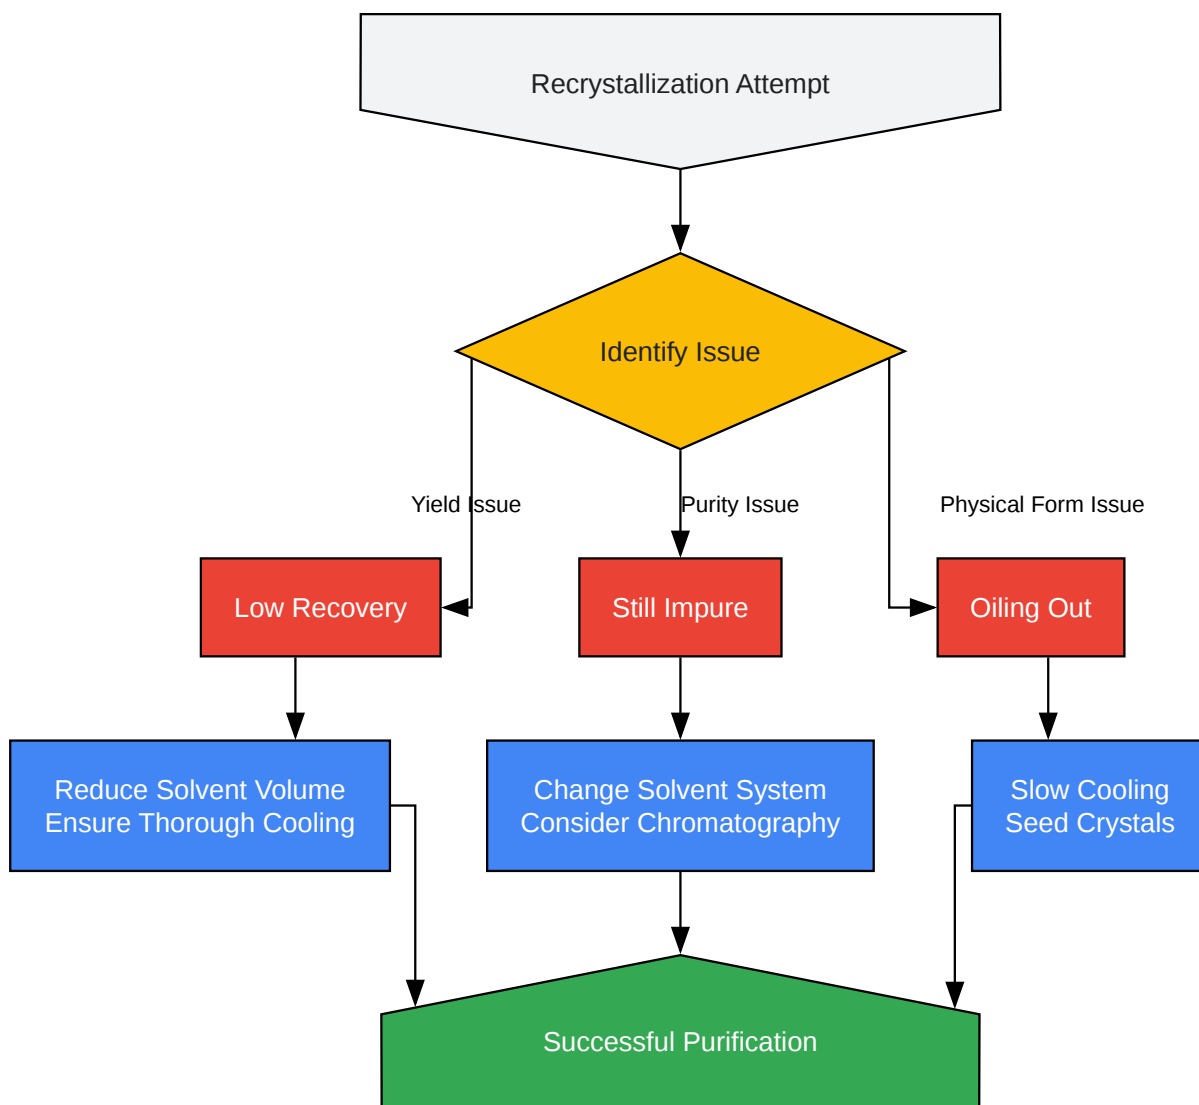 Recrystallization Attempt
Identify Issue
Yield Issue
Purity Issue
Physical Form Issue
Low Recovery
Still Impure
Oiling Out
Reduce Solvent Volume
Ensure Thorough Cooling
Change Solvent System
Consider Chromatography
Slow Cooling
Seed Crystals
Successful Purification